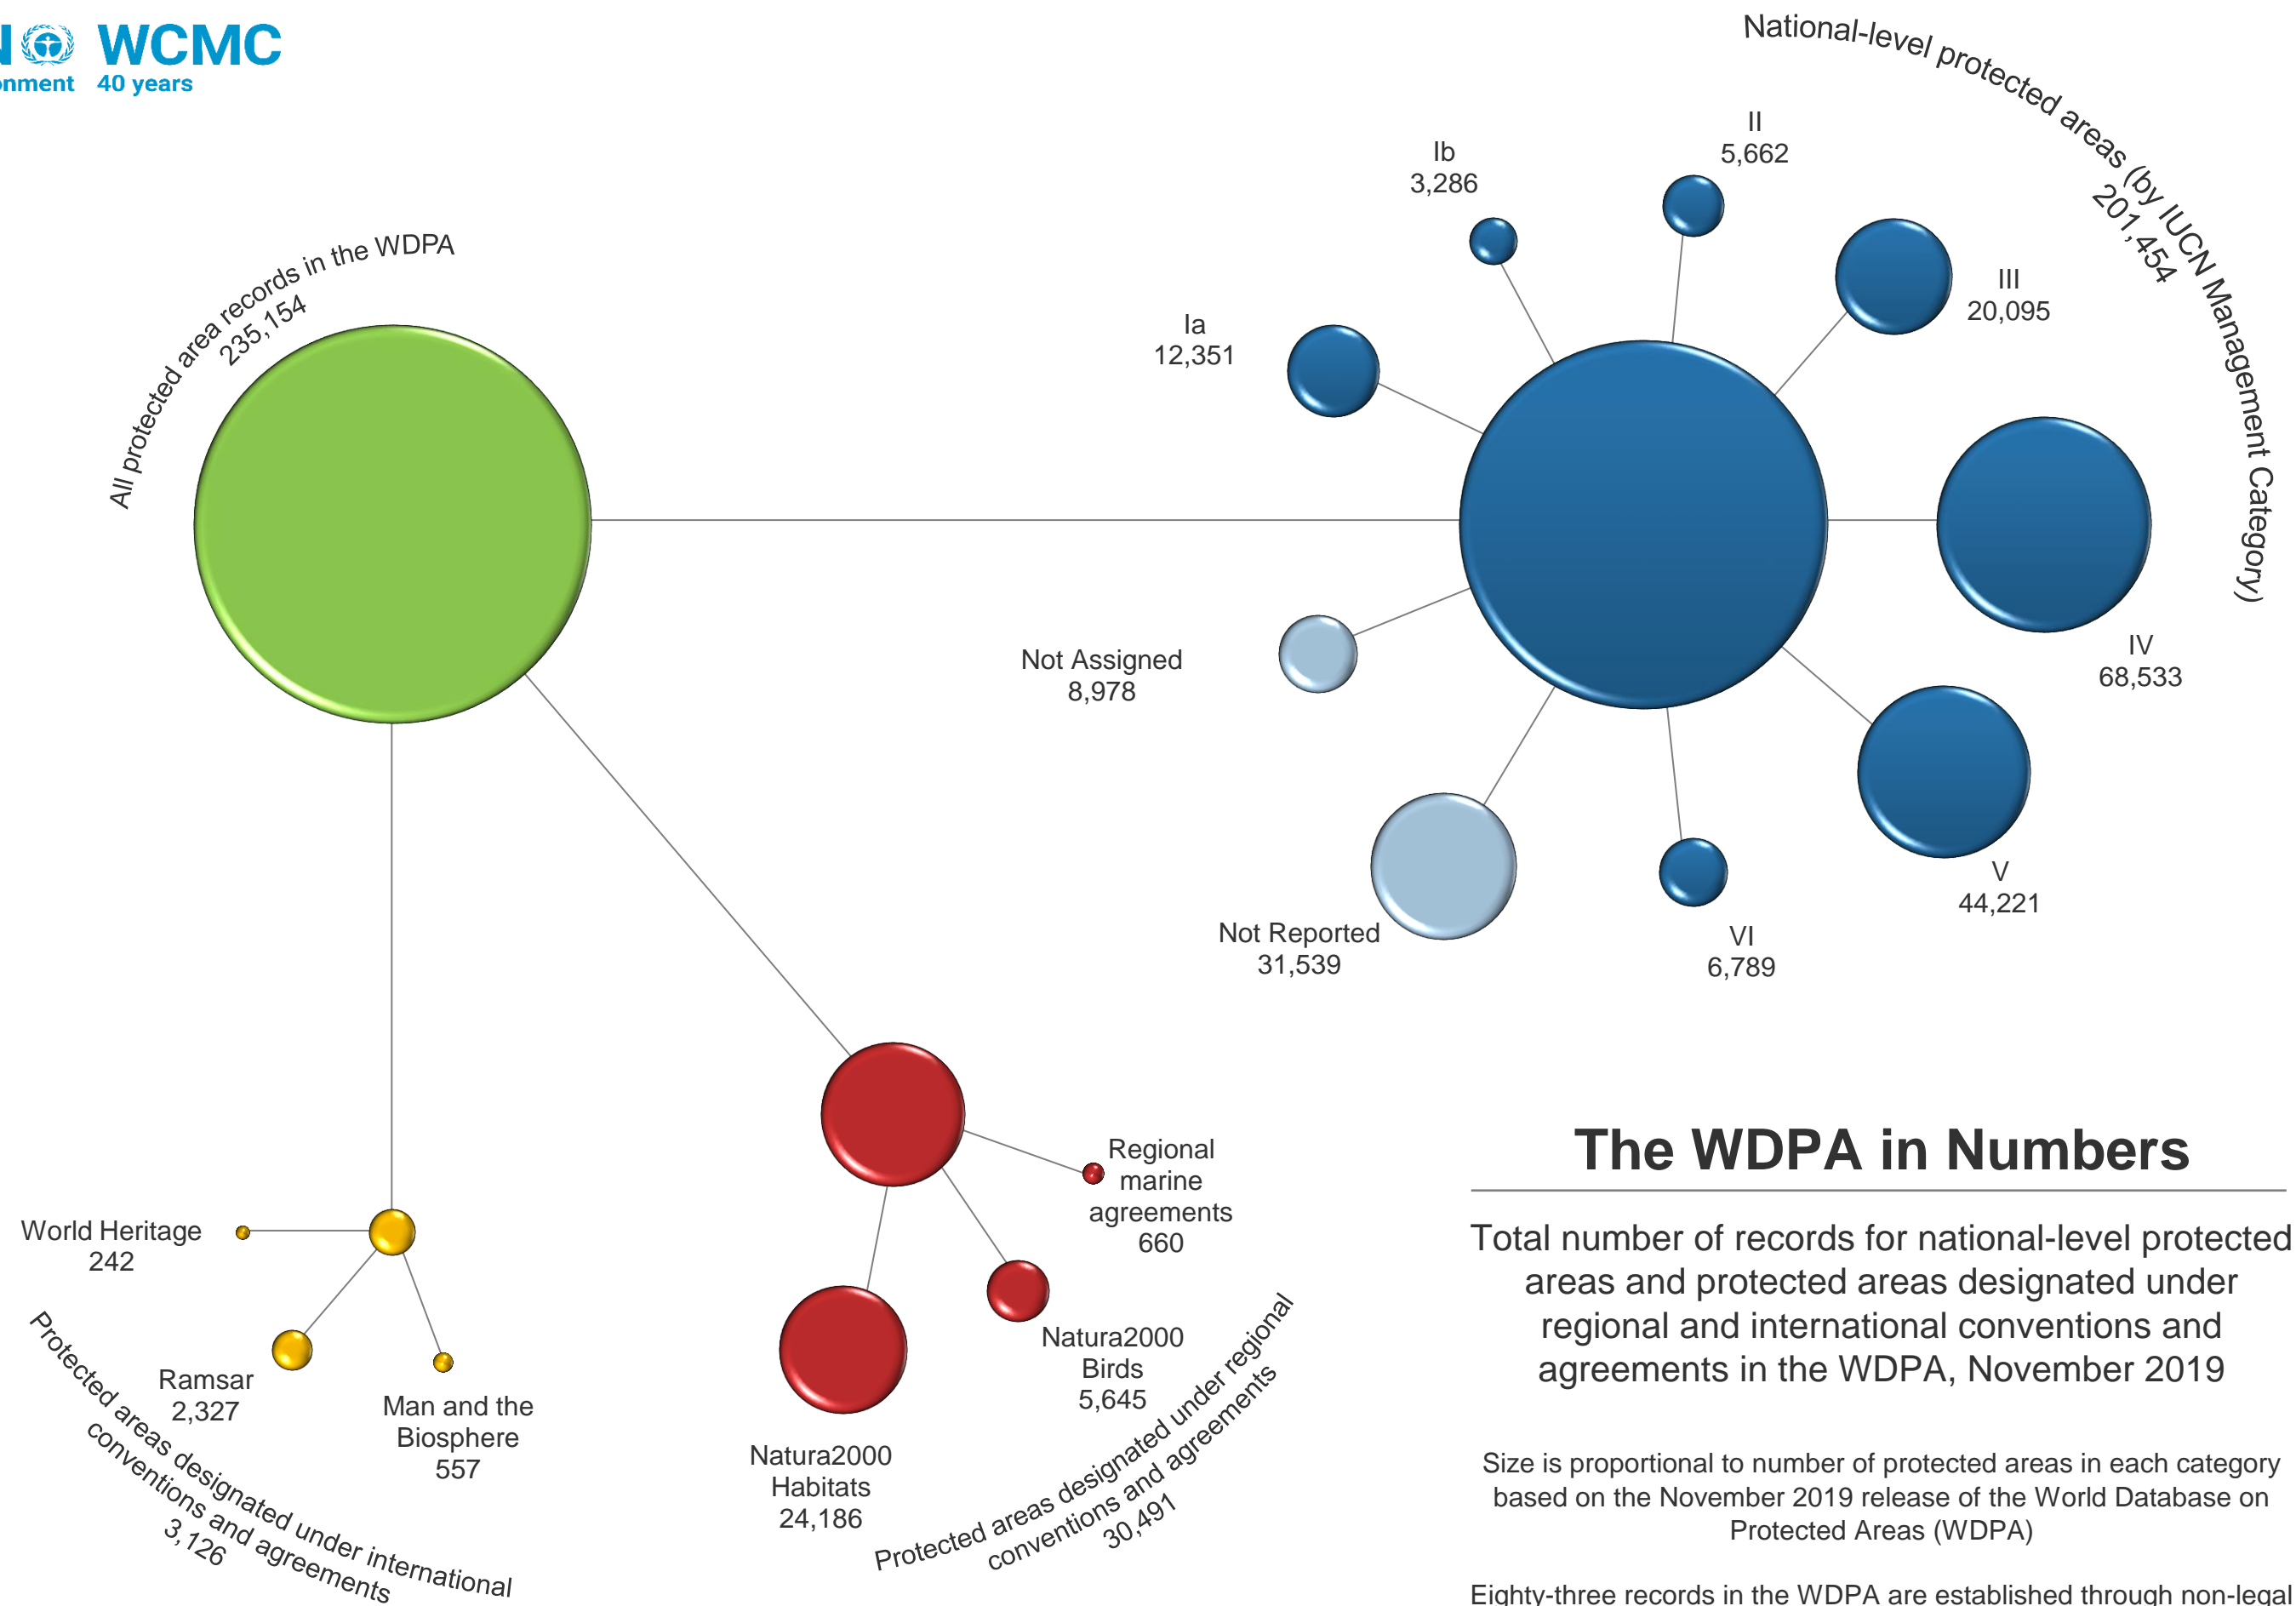 WCMC
40 years
All protected area records in the WDPA
235,154
National-level protected areas (by IUCN Management Category)
201,454
Ia
12,351
Ib
3,286
II
5,662
III
20,095
IV
68,533
V
44,221
VI
6,789
Not Reported
31,539
Not Assigned
8,978
World Heritage
242
Ramsar
2,327
Man and the
Biosphere
557
Protected areas designated under international
conventions and agreements
3,126
Regional
marine
agreements
660
Natura2000
Birds
5,645
Natura2000
Habitats
24,186
Protected areas designated under regional
conventions and agreements
30,491
The WDPA in Numbers
Total number of records for national-level protected
areas and protected areas designated under
regional and international conventions and
agreements in the WDPA, November 2019
Size is proportional to number of protected areas in each category
based on the November 2019 release of the World Database on
Protected Areas (WDPA)
Eighty-three records in the WDPA are established through non-legal